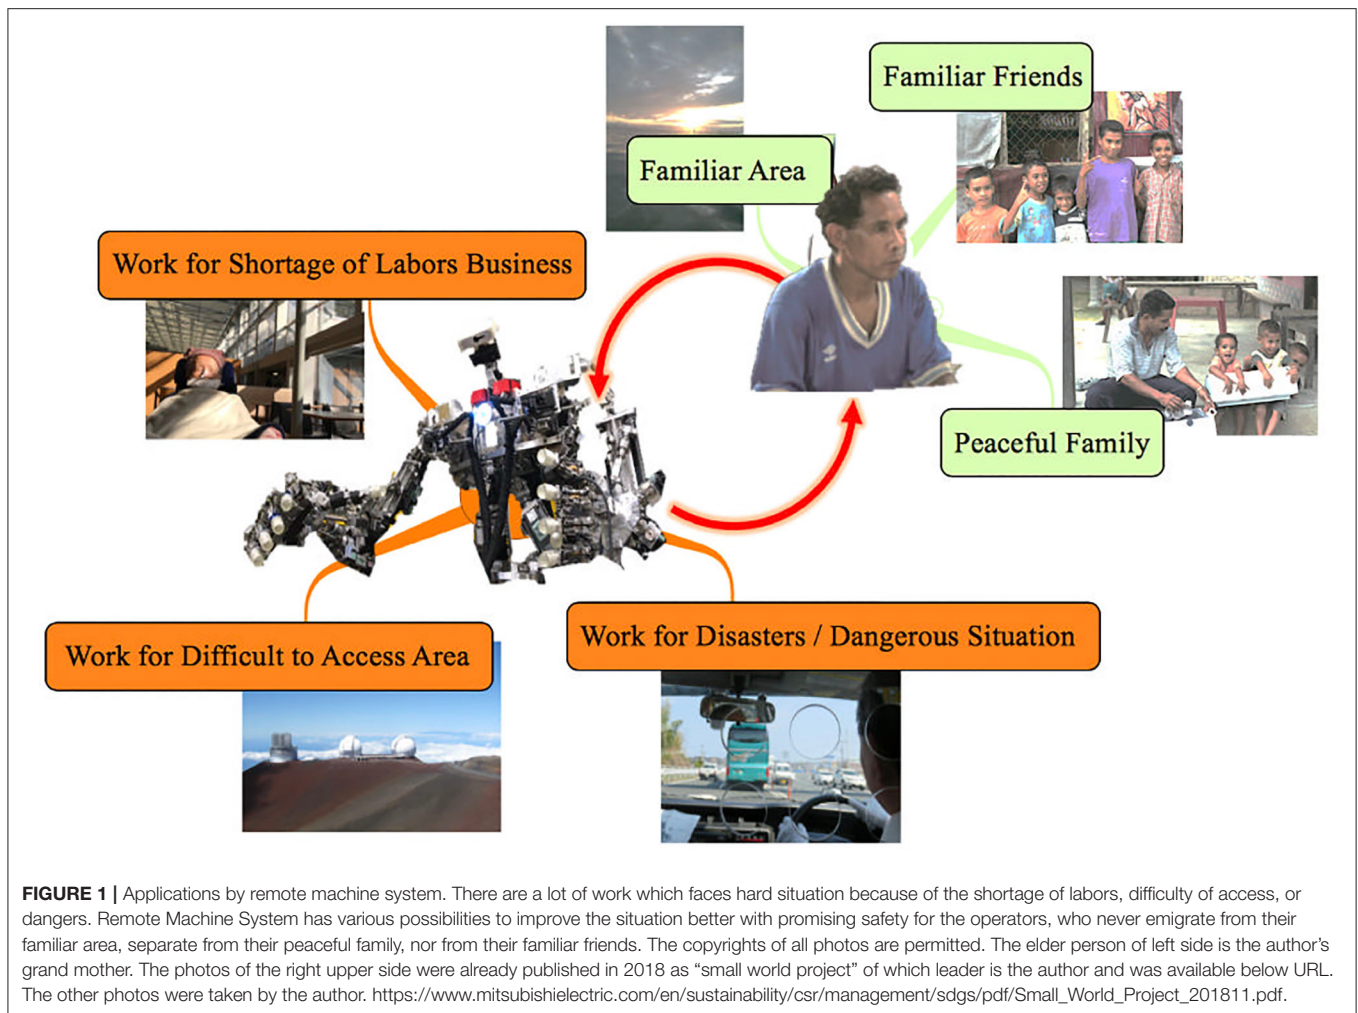 Familiar Friends
Familiar Area
Work for Shortage of Labors Business
Peaceful Family
Work for Disasters / Dangerous Situation
Work for Difficult to Access Area
FIGURE 1 | Applications by remote machine system. There are a lot of work which faces hard situation because of the shortage of labors, difficulty of access, or
dangers. Remote Machine System has various possibilities to improve the situation better with promising safety for the operators, who never emigrate from their
familiar area, separate from their peaceful family, nor from their familiar friends. The copyrights of all photos are permitted. The elder person of left side is the author's
grand mother. The photos of the right upper side were already published in 2018 as “small world project” of which leader is the author and was available below URL.
The other photos were taken by the author. https://www.mitsubishielectric.com/en/sustainability/csr/management/sdgs/pdf/Small_World_Project_201811.pdf.